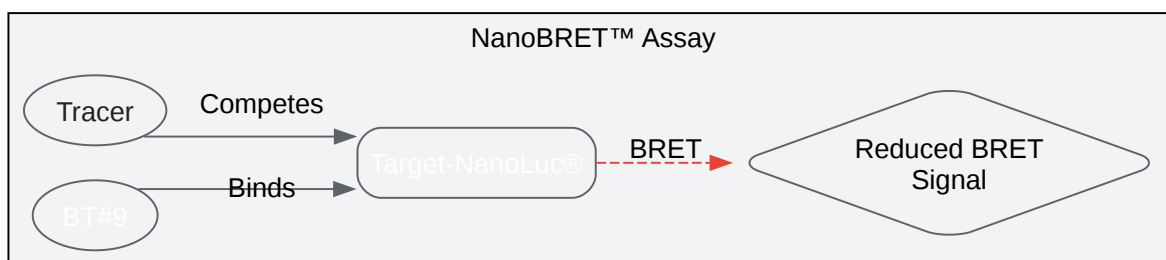 NanoBRET™ Assay
Tracer
Competes
Target-NanoLuc®
BRET
Reduced BRET
Signal
Binds
BT#9